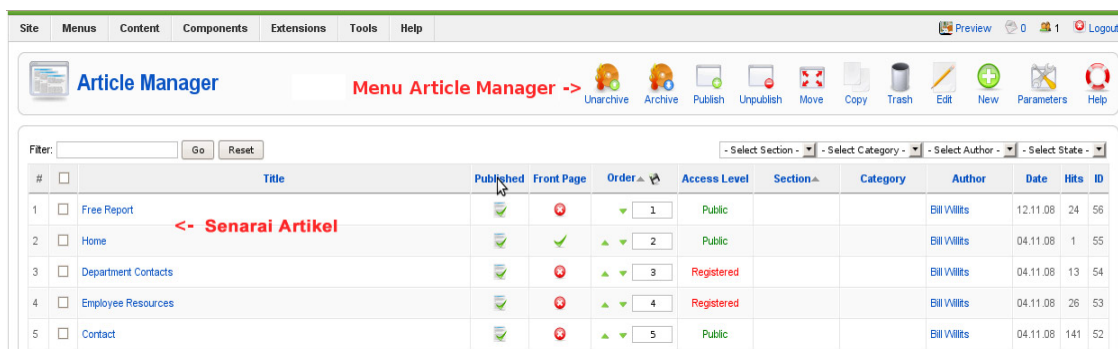 Site Menus Content Components Extensions Tools Help Preview 0 1 Logout
Article Manager Menu Article Manager -> Unarchive Archive Publish Unpublish Move Copy Trash Edit New Parameters Help
Filter: Go Reset - Select Section - - Select Category - - Select Author - - Select State -
# Title Published Front Page Order Access Level Section Category Author Date Hits ID
1 Free Report 1 Public Bill Willits 12.11.08 24 56
<- Senarai Artikel
2 Home 2 Public Bill Willits 04.11.08 1 55
3 Department Contacts 3 Registered Bill Willits 04.11.08 13 54
4 Employee Resources 4 Registered Bill Willits 04.11.08 26 53
5 Contact 5 Public Bill Willits 04.11.08 141 52